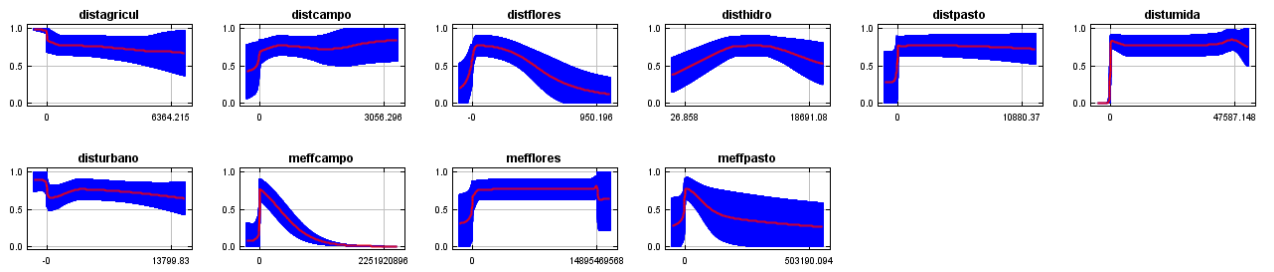 distagricul distcampo distflores disthidro distpasto distumida
1.0 1.0 1.0 1.0 1.0 1.0
0.5 0.5 0.5 0.5 0.5 0.5
0.0 0.0 0.0 0.0 0.0 0.0
0 6364.215 0 3056.296 -0 950.196 26.858 18691.08 0 10880.37 0 47587.148
disturbano meffcampo mefflores meffpasto
1.0 1.0 1.0 1.0
0.5 0.5 0.5 0.5
0.0 0.0 0.0 0.0
-0 13799.83 0 2251920896 0 14895469568 0 503190.094